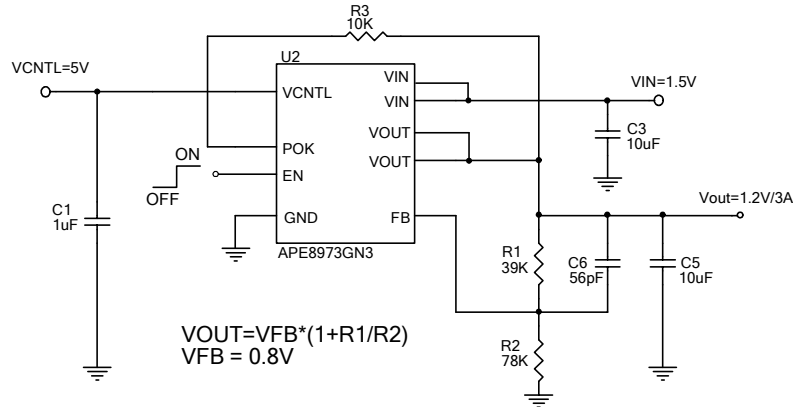 R3
10K
U2
VCNTL=5V
VCNTL
VIN
VIN
VIN=1.5V
C3
10uF
VOUT
VOUT
POK
ON
OFF
EN
GND
FB
APE8973GN3
C1
1uF
Vout=1.2V/3A
R1
39K
C6
56pF
C5
10uF
R2
78K
VOUT=VFB*(1+R1/R2)
VFB = 0.8V